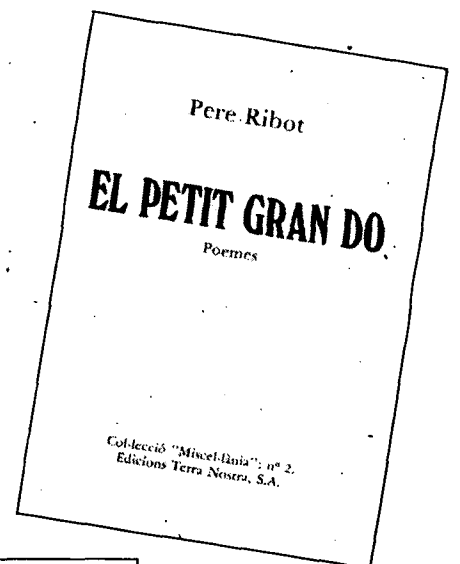 Pere Ribot
EL PETIT GRAN DO
Poemes
Col·lecció "Miscel·lània"; nº 2.
Edicions Terra Nostra, S.A.